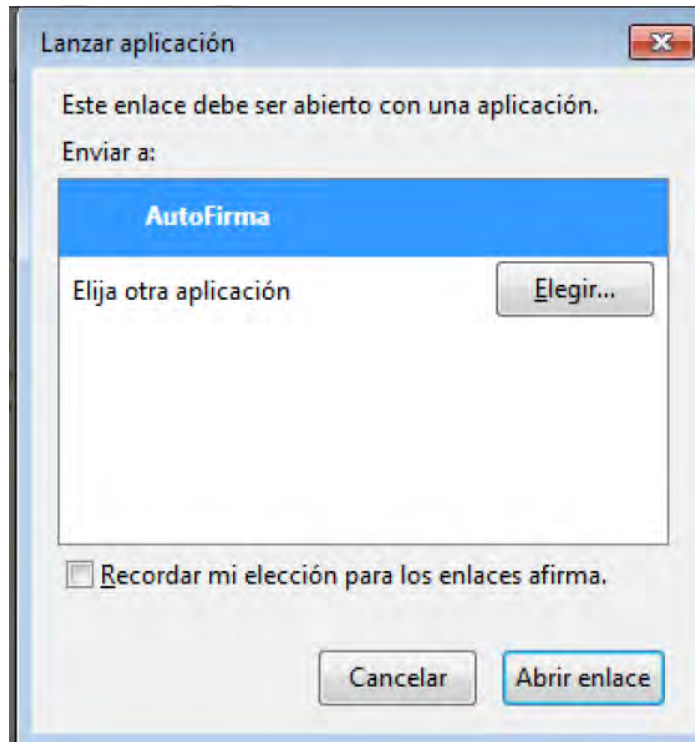 Lanzar aplicación
Este enlace debe ser abierto con una aplicación.
Enviar a:
AutoFirma
Elija otra aplicación
Elegir...
Recordar mi elección para los enlaces afirma.
Cancelar
Abrir enlace